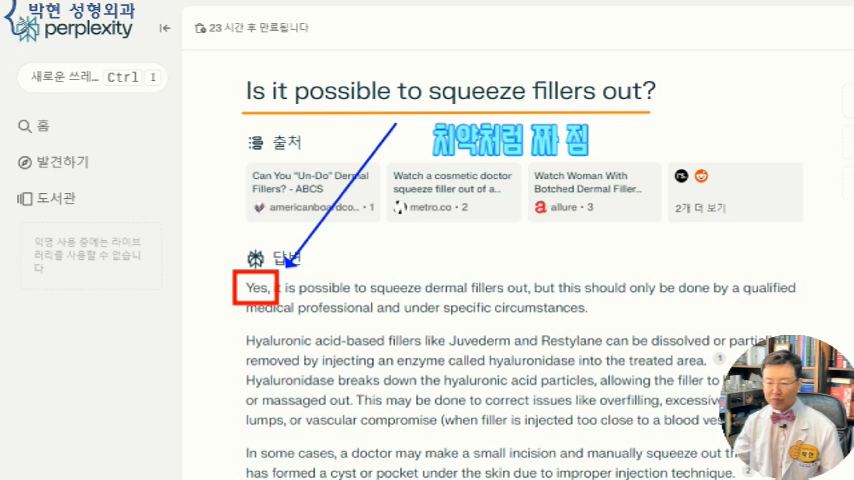 박현 성형외과
perplexity
23 시간 후 만료됩니다
새로운 쓰레... Ctrl I
홈
발견하기
도서관
익명 사용 중에는 라이브
러리를 사용할 수 없습니
다
Is it possible to squeeze fillers out?
치약처럼 짜 짐
출처
Can You "Un-Do" Dermal
Fillers? - ABCS
americanboardco... · 1
Watch a cosmetic doctor
squeeze filler out of a...
metro.co · 2
Watch Woman With
Botched Dermal Filler...
allure · 3
2개 더 보기
답변
Yes, it is possible to squeeze dermal fillers out, but this should only be done by a qualified
medical professional and under specific circumstances.
Hyaluronic acid-based fillers like Juvederm and Restylane can be dissolved or
removed by injecting an enzyme called hyaluronidase into the treated area. 1
Hyaluronidase breaks down the hyaluronic acid particles, allowing the filler to
or massaged out. This may be done to correct issues like overfilling,
lumps, or vascular compromise (when filler is injected too close to a blood
In some cases, a doctor may make a small incision and manually squeeze out
has formed a cyst or pocket under the skin due to improper injection technique. 2